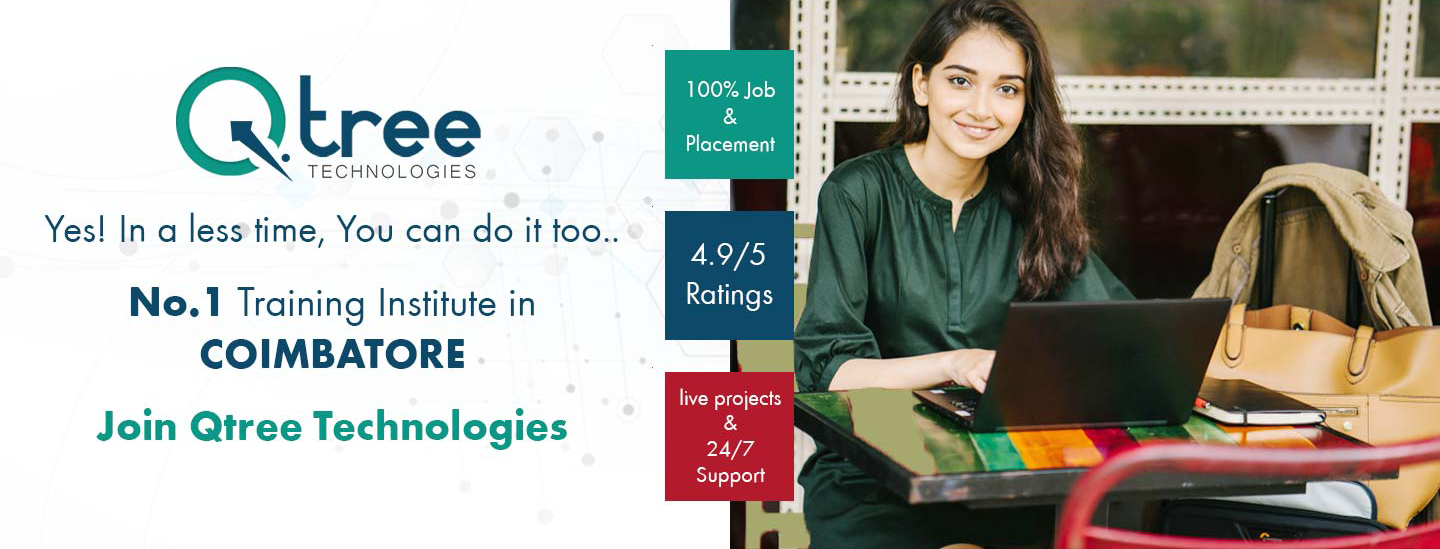 Qtree
TECHNOLOGIES
Yes! In a less time, You can do it too..
No.1 Training Institute in
COIMBATORE
Join Qtree Technologies
100% Job
&
Placement
4.9/5
Ratings
live projects
&
24/7
Support